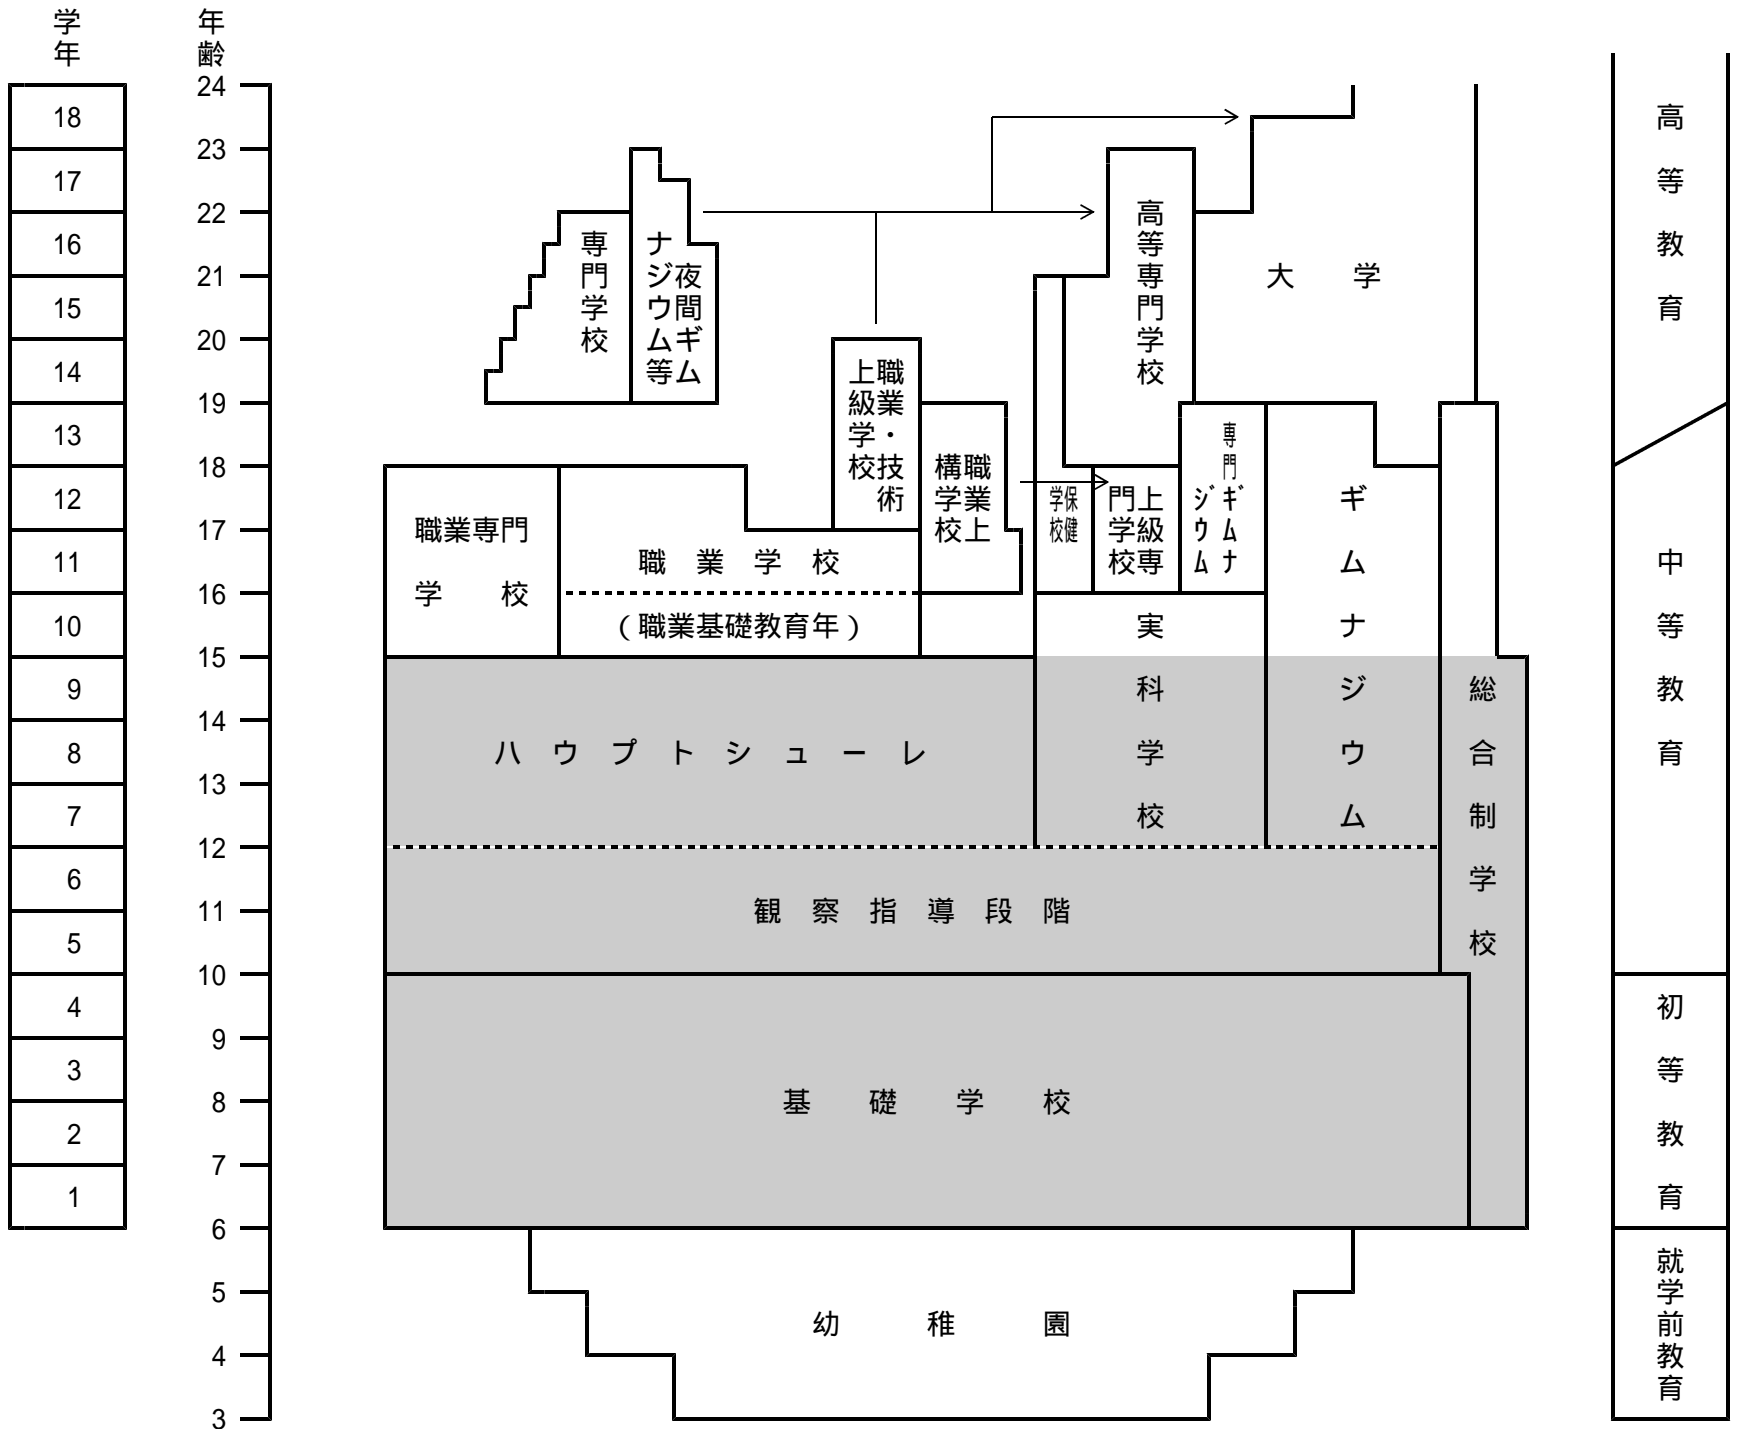 学年
年齢
18
17
16
15
14
13
12
11
10
9
8
7
6
5
4
3
2
1
24
23
22
21
20
19
18
17
16
15
14
13
12
11
10
9
8
7
6
5
4
3
専門学校
夜間ギム
ナジウム等
職業・技術
上級学校
職業上
構学校
高等専門学校
大学
職業専門
学校
職業学校
(職業基礎教育年)
保健
学校
上級専
門学校
専門ギムナ
ジウム
ギムナジウム
実科学校
総合制学校
ハウプトシューレ
観察指導段階
基礎学校
幼稚園
高等教育
中等教育
初等教育
就学前教育